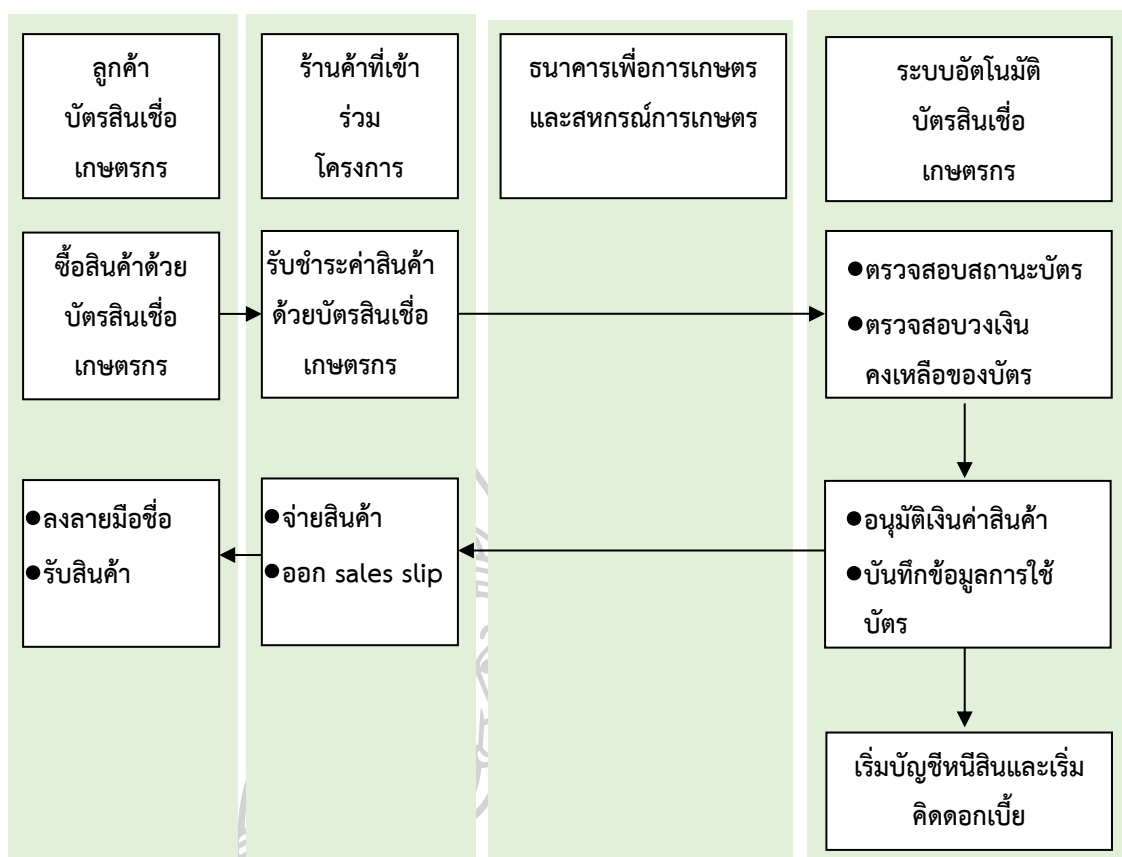 ลูกค้า
บัตรสินเชื่อ
เกษตรกร
ร้านค้าที่เข้า
ร่วม
โครงการ
ธนาคารเพื่อการเกษตร
และสหกรณ์การเกษตร
ระบบอัตโนมัติ
บัตรสินเชื่อ
เกษตรกร
ซื้อสินค้าด้วย
บัตรสินเชื่อ
เกษตรกร
รับชำระค่าสินค้า
ด้วยบัตรสินเชื่อ
เกษตรกร
●ตรวจสอบสถานะบัตร
●ตรวจสอบวงเงิน
คงเหลือของบัตร
●ลงลายมือชื่อ
●รับสินค้า
●จ่ายสินค้า
●ออก sales slip
●อนุมัติเงินค่าสินค้า
●บันทึกข้อมูลการใช้
บัตร
เริ่มบัญชีหนีสินและเริ่ม
คิดดอกเบี้ย